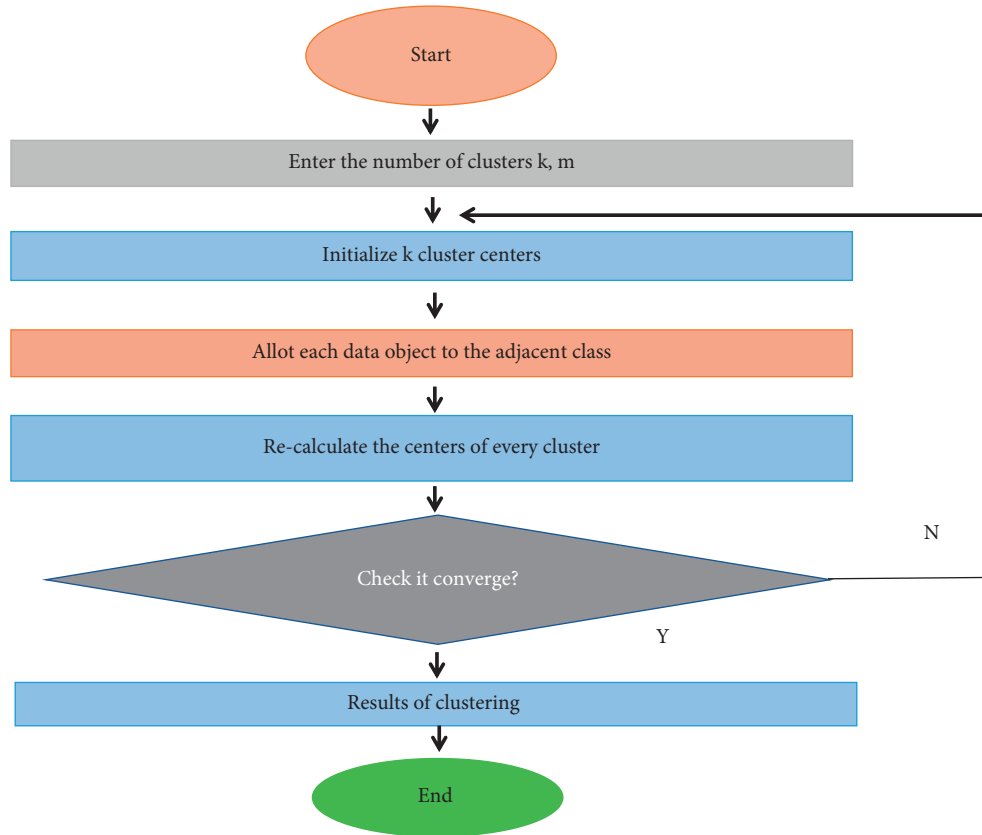 Start
Enter the number of clusters k, m
Initialize k cluster centers
Allot each data object to the adjacent class
Re-calculate the centers of every cluster
N
Check it converge?
Y
Results of clustering
End